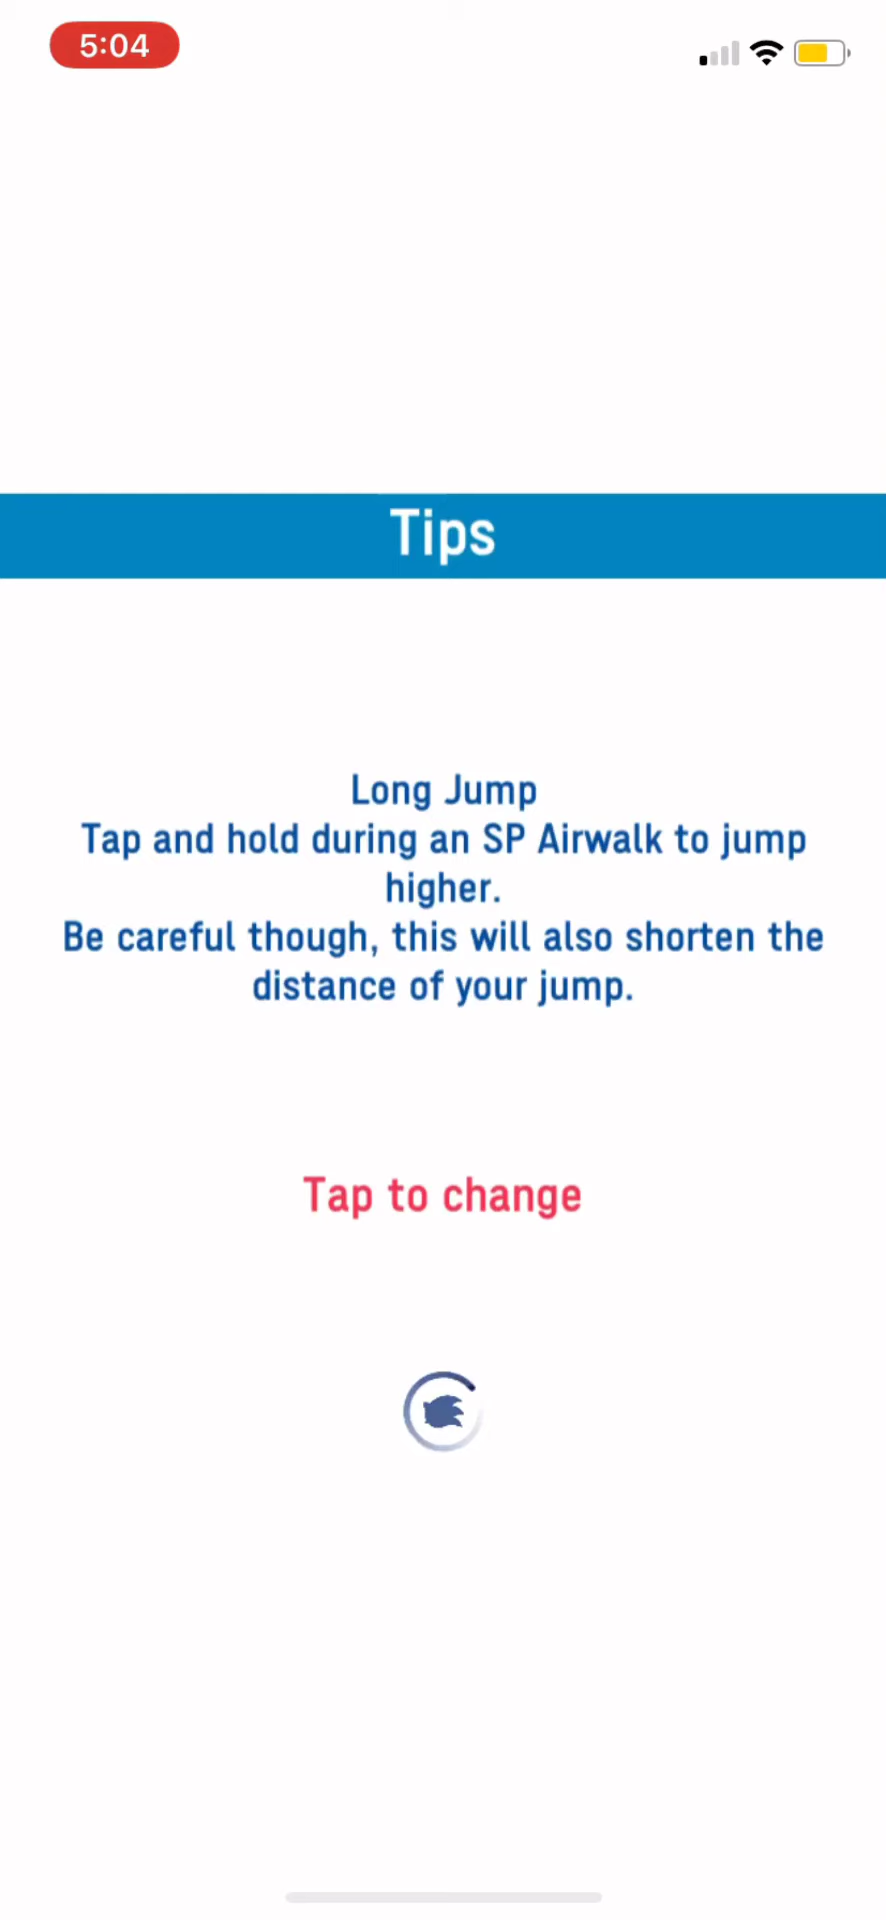 5:04
Tips
Long Jump
Tap and hold during an SP Airwalk to jump
higher.
Be careful though, this will also shorten the
distance of your jump.
Tap to change